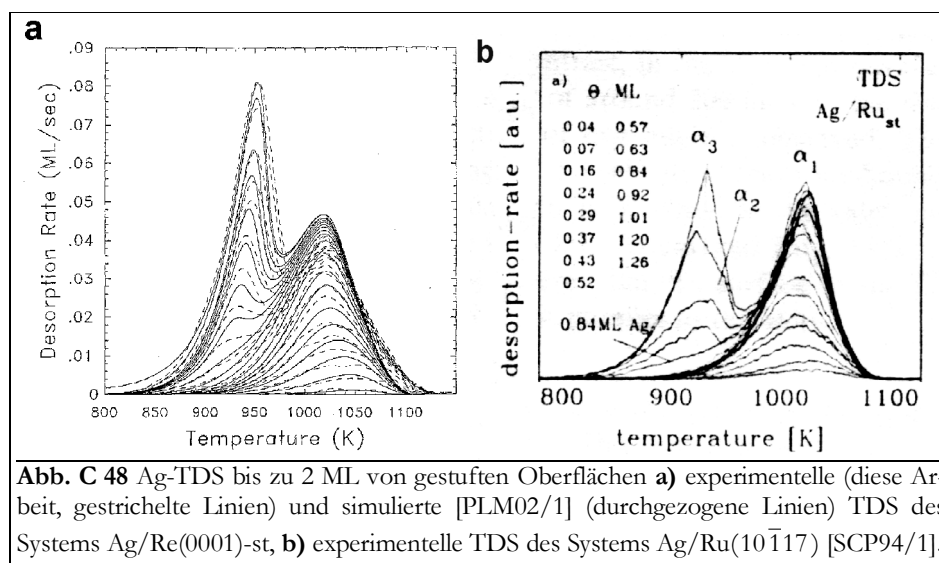 a
Desorption Rate (ML/sec)
.09
.08
.07
.06
.05
.04
.03
.02
.01
0
800 850 900 950 1000 1050 1100
Temperature (K)
b
desorption-rate [a.u.]
a)
Θ ML
0.04 0.57
0.07 0.63
0.16 0.84
0.24 0.92
0.29 1.01
0.37 1.20
0.43 1.26
0.52
0.84ML Ag
α3
α2
α1
TDS
Ag/Ru st
800 900 1000 1100
temperature [K]
Abb. C 48 Ag-TDS bis zu 2 ML von gestuften Oberflächen a) experimentelle (diese Ar-
beit, gestrichelte Linien) und simulierte [PLM02/1] (durchgezogene Linien) TDS des
Systems Ag/Re(0001)-st, b) experimentelle TDS des Systems Ag/Ru(101̅17) [SCP94/1].